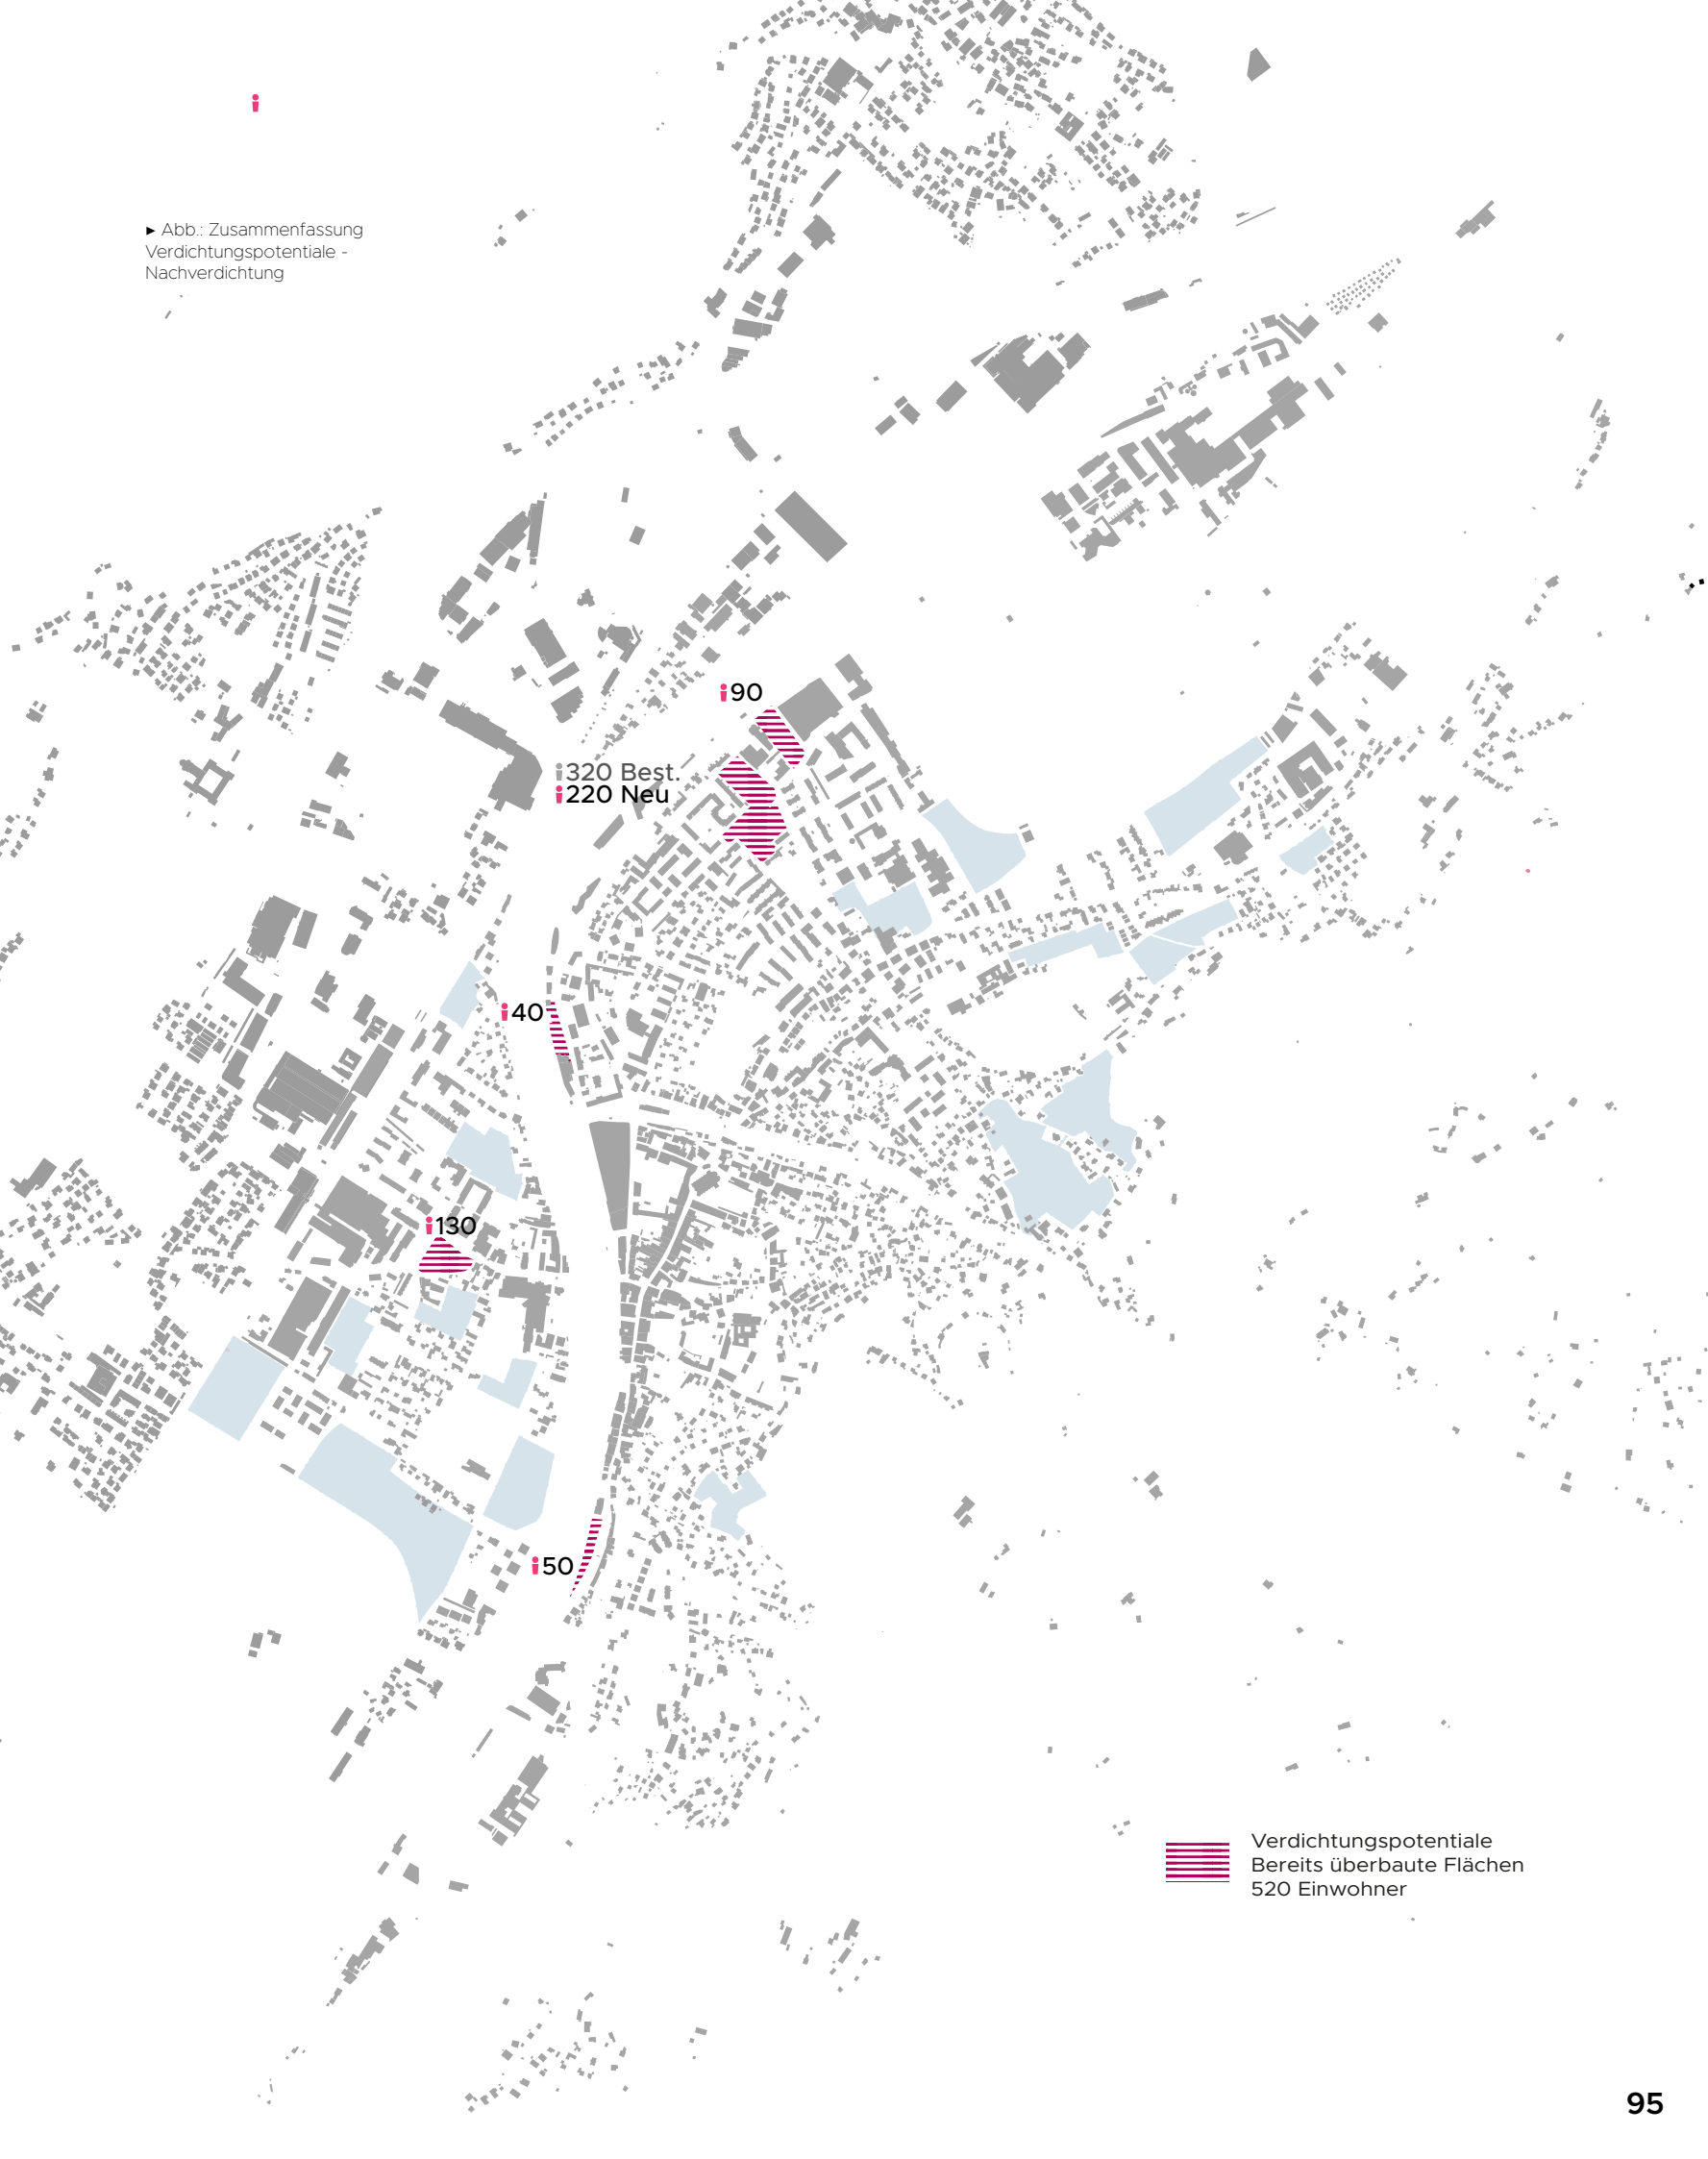 ► Abb.: Zusammenfassung
Verdichtungspotentiale -
Nachverdichtung
90
320 Best.
220 Neu
40
130
50
Verdichtungspotentiale
Bereits überbaute Flächen
520 Einwohner
95